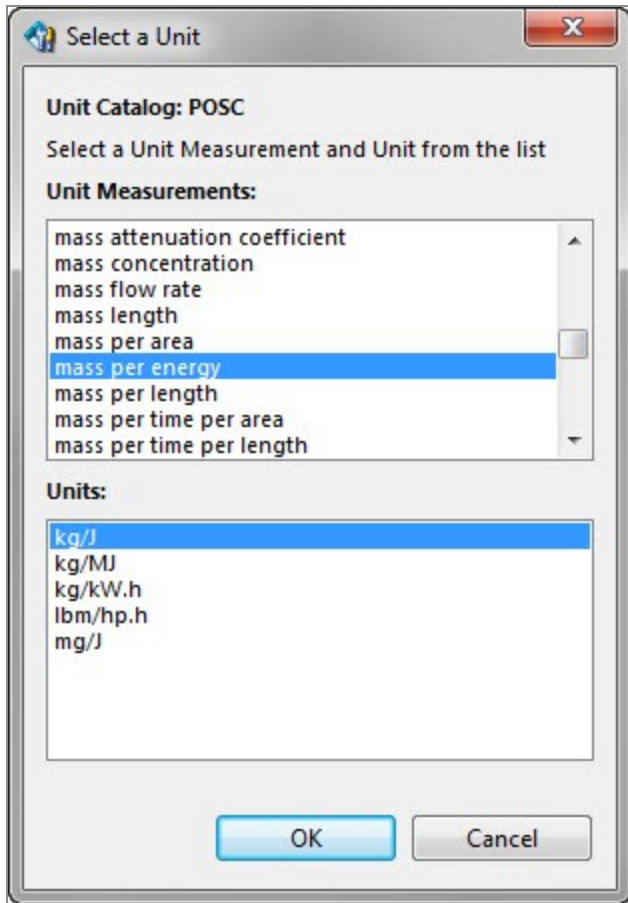 Select a Unit
Unit Catalog: POSC
Select a Unit Measurement and Unit from the list
Unit Measurements:
mass attenuation coefficient
mass concentration
mass flow rate
mass length
mass per area
mass per energy
mass per length
mass per time per area
mass per time per length
Units:
kg/J
kg/MJ
kg/kW.h
lbm/hp.h
mg/J
OK Cancel